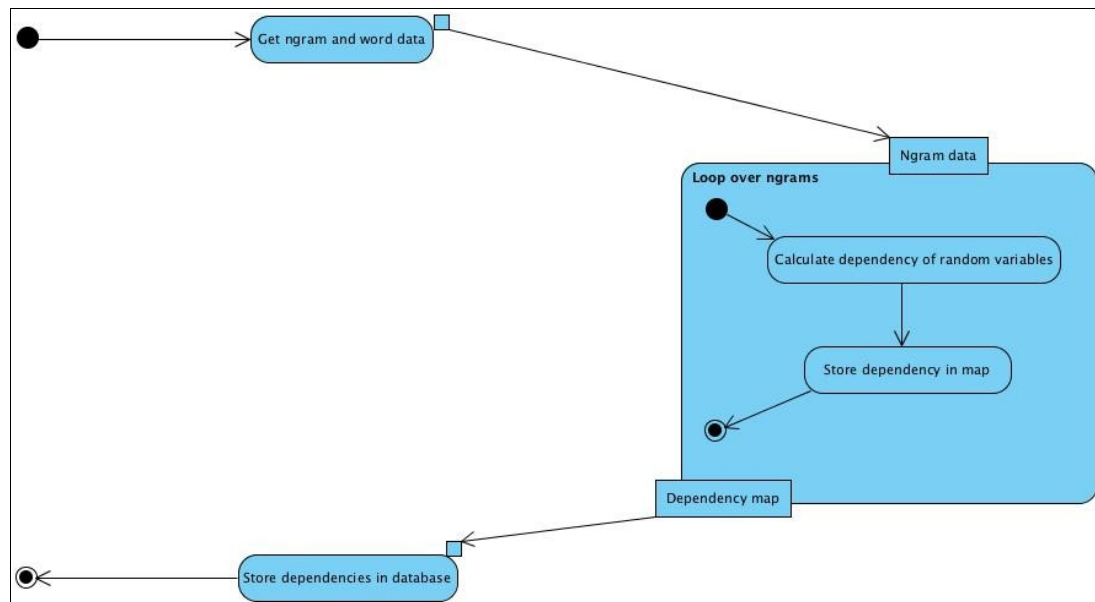 Get ngram and word data
Ngram data
Loop over ngrams
Calculate dependency of random variables
Store dependency in map
Dependency map
Store dependencies in database